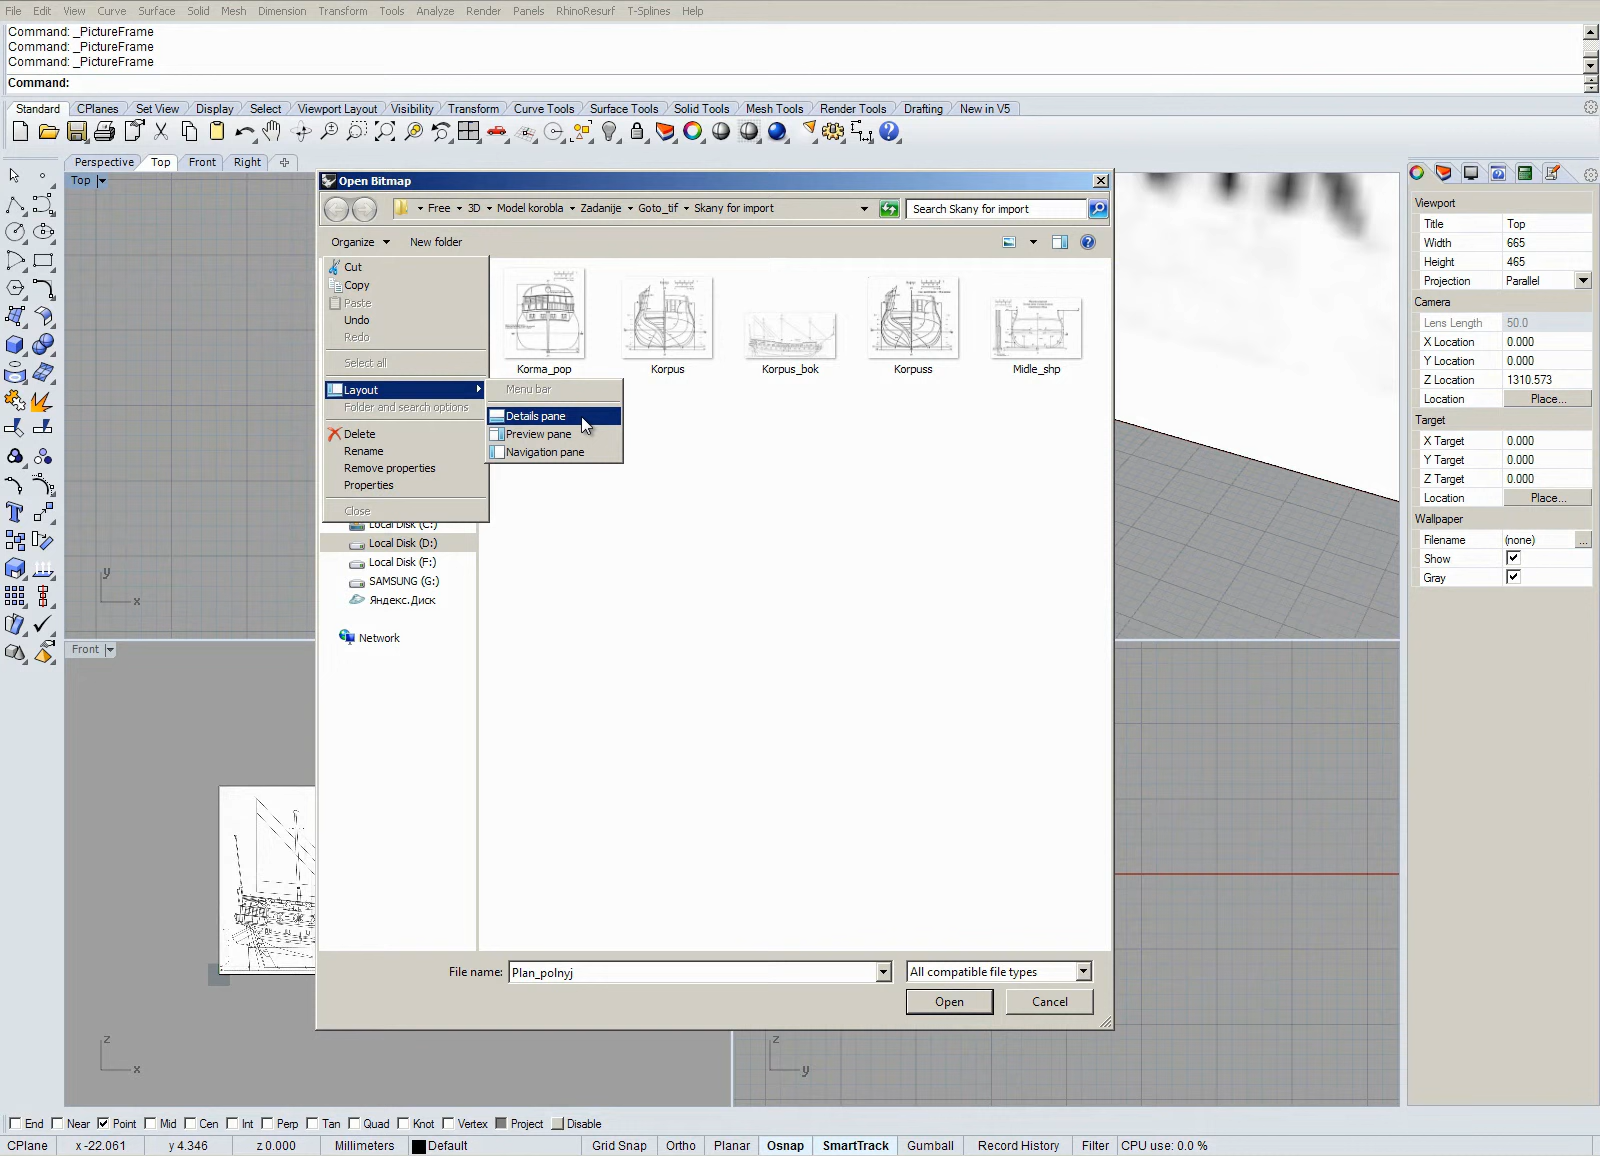 File Edit View Curve Surface Solid Mesh Dimension Transform Tools Analyze Render Panels RhinoResurf T-Splines Help
Command: _PictureFrame
Command: _PictureFrame
Command: _PictureFrame
Command:
Standard CPlanes Set View Display Select Viewport Layout Visibility Transform Curve Tools Surface Tools Solid Tools Mesh Tools Render Tools Drafting New in V5
Perspective Top Front Right
Top
Open Bitmap
Free 3D Model korobla Zadanije Goto_tif Skany for import
Search Skany for import
Organize New folder
Cut
Copy
Paste
Undo
Redo
Select all
Layout
Folder and search options
Delete
Rename
Remove properties
Properties
Close
Menu bar
Details pane
Preview pane
Navigation pane
Korma_pop Korpus Korpus_bok Korpuss Midle_shp
Local Disk (C:)
Local Disk (D:)
Local Disk (F:)
SAMSUNG (G:)
Яндекс.Диск
Network
File name: Plan_polnyj
All compatible file types
Open Cancel
Viewport
Title Top
Width 665
Height 465
Projection Parallel
Camera
Lens Length 50.0
X Location 0.000
Y Location 0.000
Z Location 1310.573
Location Place...
Target
X Target 0.000
Y Target 0.000
Z Target 0.000
Location Place...
Wallpaper
Filename (none) ...
Show
Gray
y
x
Front
z
x
z
y
End Near Point Mid Cen Int Perp Tan Quad Knot Vertex Project Disable
CPlane x -22.061 y 4.346 z 0.000 Millimeters Default Grid Snap Ortho Planar Osnap SmartTrack Gumball Record History Filter CPU use: 0.0 %